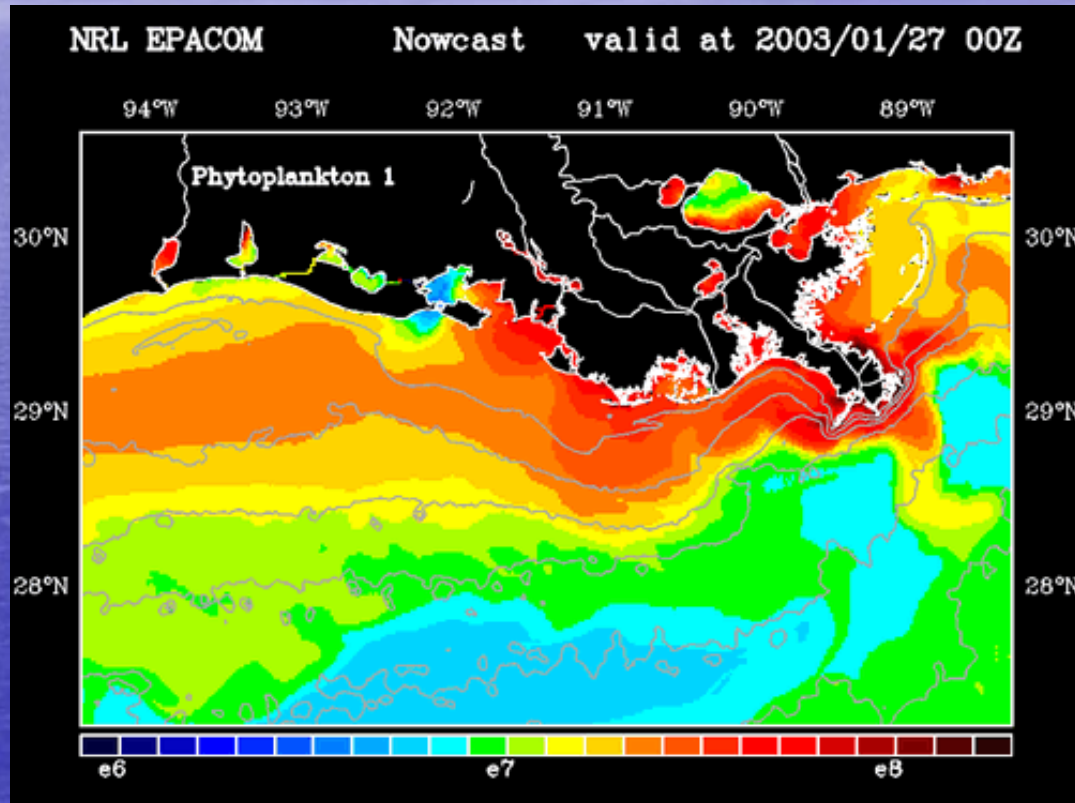 NRL EPACOM Nowcast valid at 2003/01/27 00Z
94°W 93°W 92°W 91°W 90°W 89°W
Phytoplankton 1
30°N 30°N
29°N 29°N
28°N 28°N
e6 e7 e8